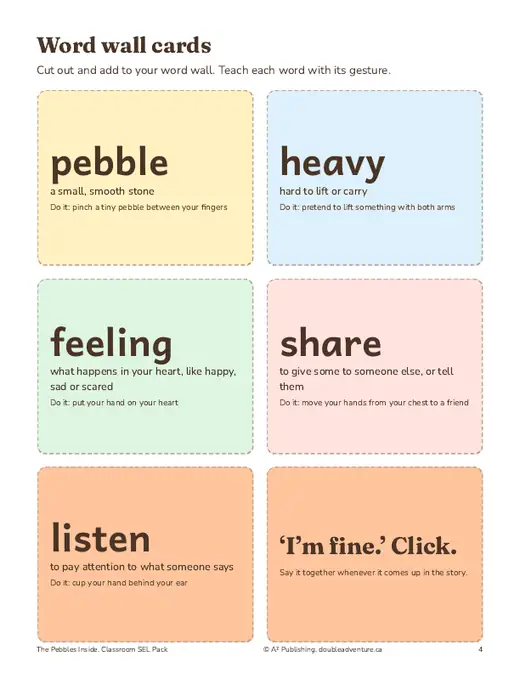 Word wall cards
Cut out and add to your word wall. Teach each word with its gesture.
pebble
a small, smooth stone
Do it: pinch a tiny pebble between your fingers
heavy
hard to lift or carry
Do it: pretend to lift something with both arms
feeling
what happens in your heart, like happy,
sad or scared
Do it: put your hand on your heart
share
to give some to someone else, or tell
them
Do it: move your hands from your chest to a friend
listen
to pay attention to what someone says
Do it: cup your hand behind your ear
‘I’m fine.’ Click.
Say it together whenever it comes up in the story.
The Pebbles Inside. Classroom SEL Pack
© A² Publishing. doubleadventure.ca
4